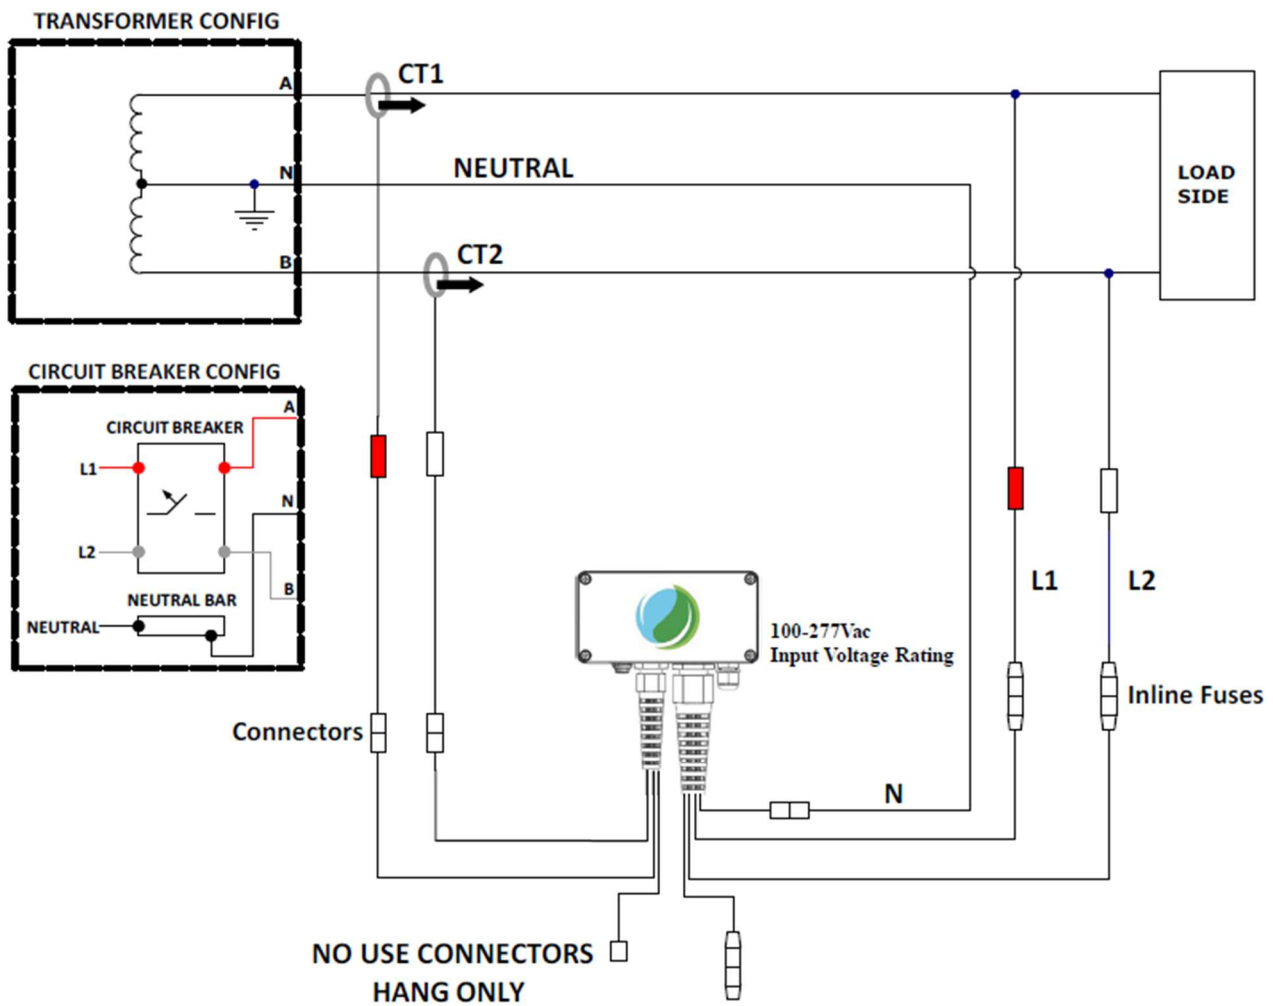 TRANSFORMER CONFIG
A
CT1
N
NEUTRAL
LOAD
SIDE
B
CT2
CIRCUIT BREAKER CONFIG
A
CIRCUIT BREAKER
L1
N
L2
B
NEUTRAL BAR
NEUTRAL
L1
L2
100-277Vac
Input Voltage Rating
Inline Fuses
Connectors
N
NO USE CONNECTORS
HANG ONLY